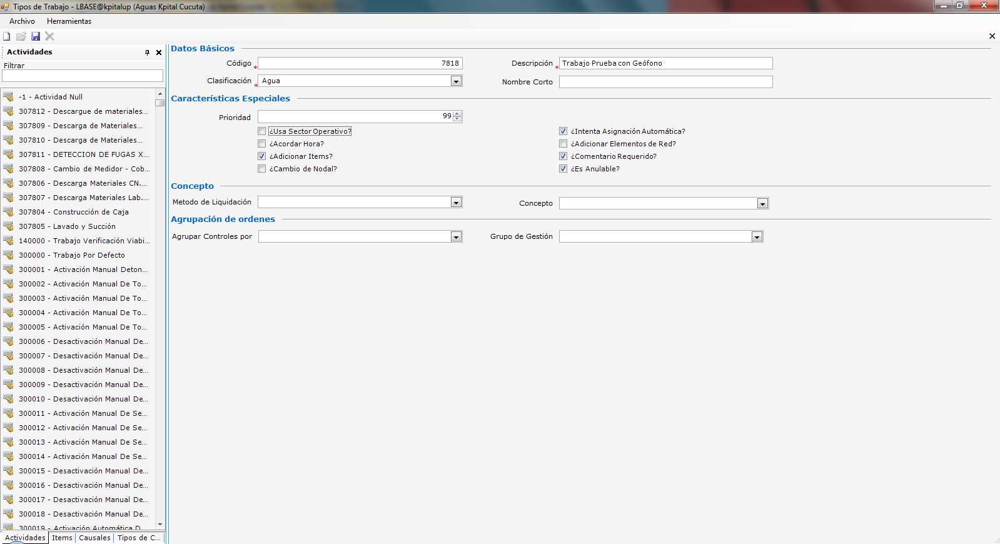 Tipos de Trabajo - LBASE@kpitalup (Aguas Kpital Cucuta)
Archivo Herramientas
Actividades
Filtrar
-1 - Actividad Null
307812 - Descargue de materiales...
307809 - Descarga de Materiales...
307810 - Descarga de Materiales...
307811 - DETECCION DE FUGAS X...
307808 - Cambio de Medidor - Cob...
307806 - Descarga Materiales CN....
307807 - Descarga Materiales Lab....
307804 - Construcción de Caja
307805 - Lavado y Succión
140000 - Trabajo Verificación Viabi...
300000 - Trabajo Por Defecto
300001 - Activación Manual Deton...
300002 - Activación Manual De To...
300003 - Activación Manual De To...
300004 - Activación Manual De To...
300005 - Activación Manual De To...
300006 - Desactivación Manual De...
300007 - Desactivación Manual De...
300008 - Desactivación Manual De...
300009 - Desactivación Manual De...
300010 - Desactivación Manual De...
300011 - Activación Manual De Se...
300012 - Activación Manual De Se...
300013 - Activación Manual De Se...
300014 - Activación Manual De Se...
300015 - Desactivación Manual De...
300016 - Desactivación Manual De...
300017 - Desactivación Manual De...
300018 - Desactivación Manual De...
300019 - Activación Automática D...
Actividades Items Causales Tipos de C...
Datos Básicos
Código * 7818 Descripción * Trabajo Prueba con Geófono
Clasificación * Agua Nombre Corto
Características Especiales
Prioridad 99
¿Usa Sector Operativo? ¿Intenta Asignación Automática?
¿Acordar Hora? ¿Adicionar Elementos de Red?
¿Adicionar Items? ¿Comentario Requerido?
¿Cambio de Nodal? ¿Es Anulable?
Concepto
Metodo de Liquidación Concepto
Agrupación de ordenes
Agrupar Controles por Grupo de Gestión